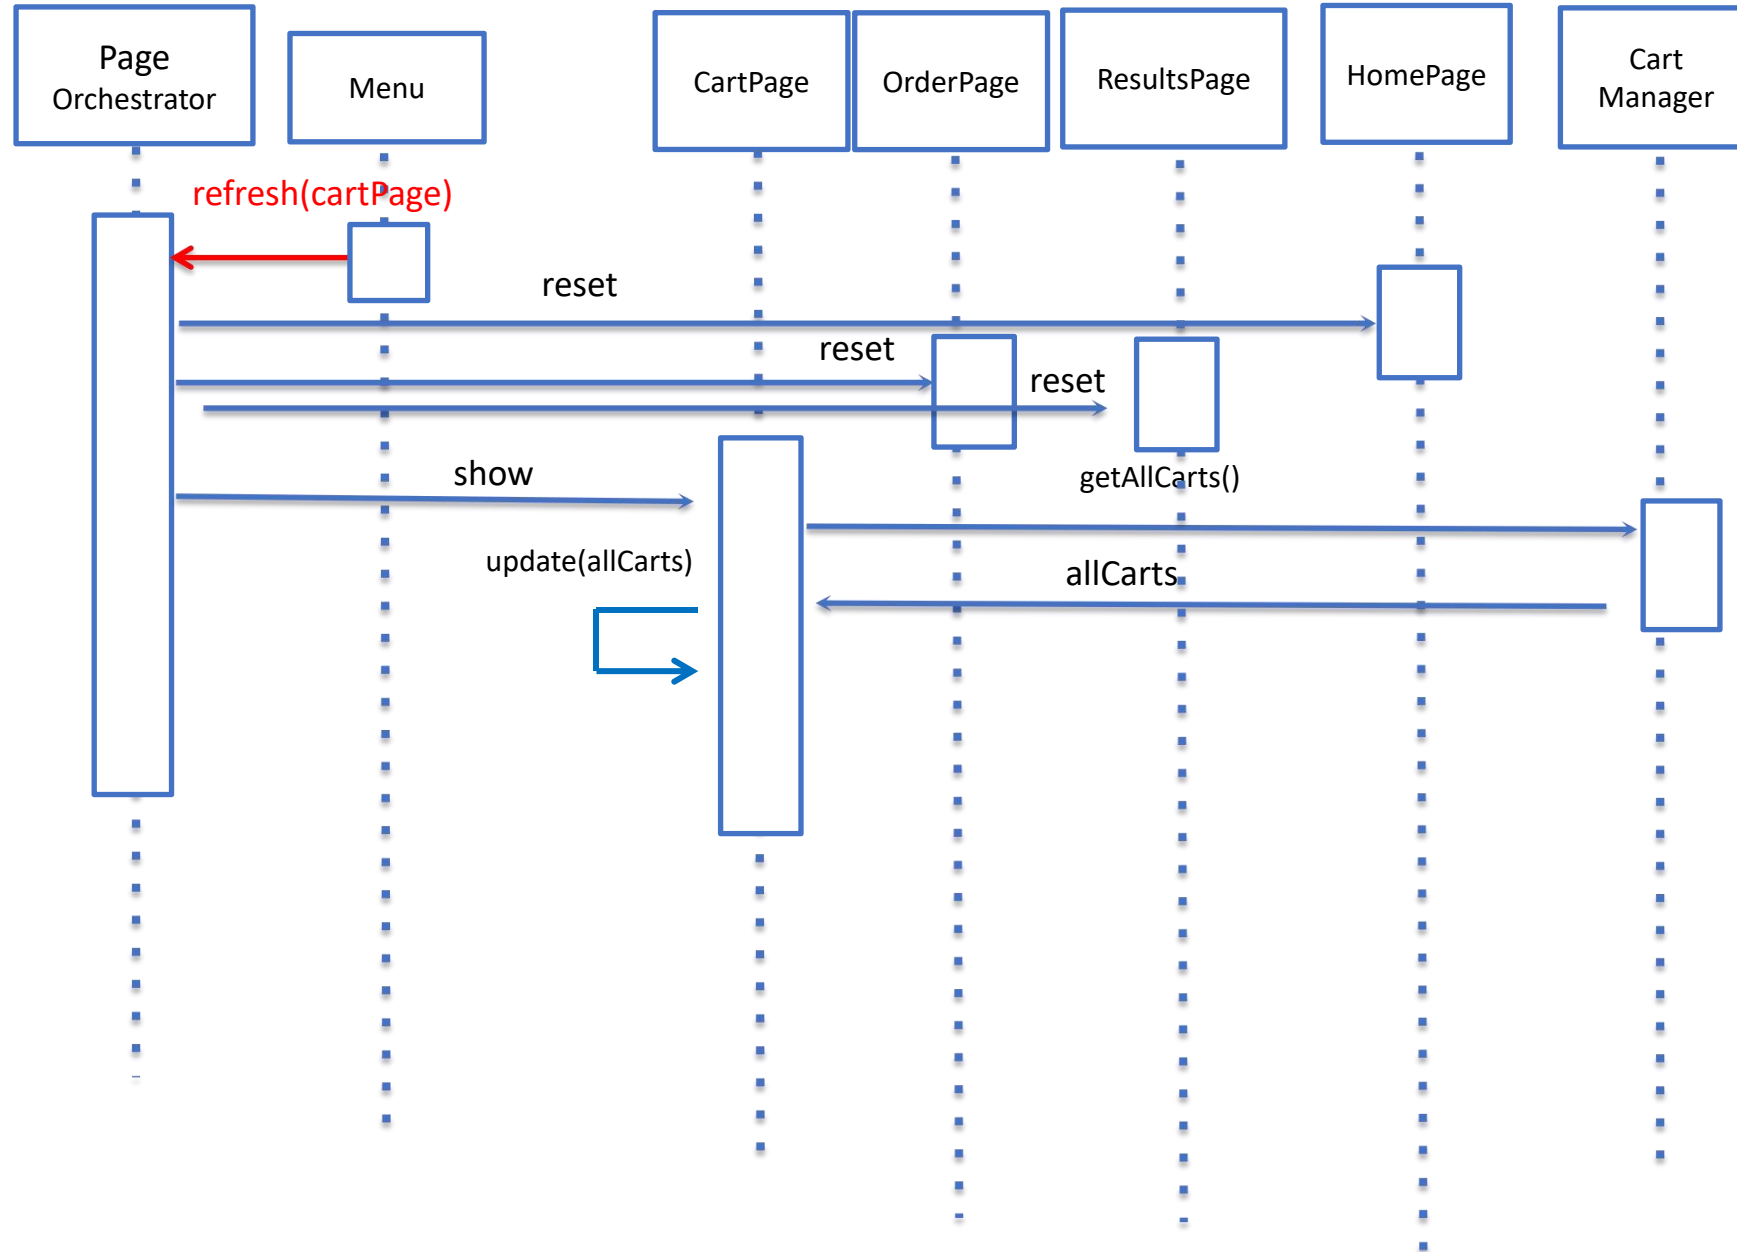 Page
Orchestrator
Menu
CartPage
OrderPage
ResultsPage
HomePage
Cart
Manager
refresh(cartPage)
reset
reset
reset
show
getAllCarts()
update(allCarts)
allCarts